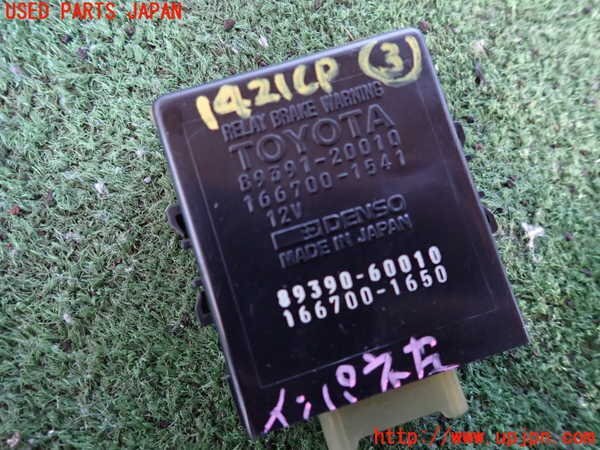 USED PARTS JAPAN
1421CP ③
RELAY BRAKE WARNING
TOYOTA
89391-20010
166700-1541
12V
DENSO
MADE IN JAPAN
89390-60010
166700-1650
インパネ左
http://www.upjpn.com